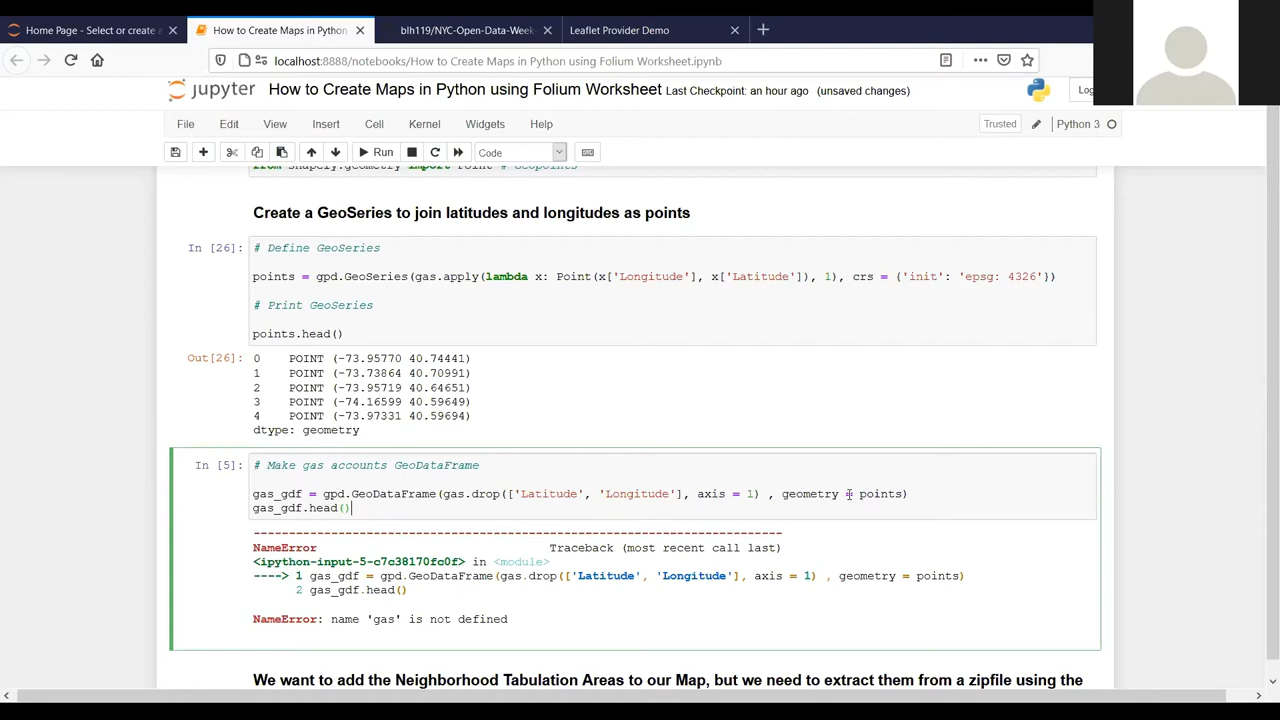 Home Page - Select or create a
How to Create Maps in Python
blh119/NYC-Open-Data-Week-
Leaflet Provider Demo
localhost:8888/notebooks/How to Create Maps in Python using Folium Worksheet.ipynb
jupyter How to Create Maps in Python using Folium Worksheet Last Checkpoint: an hour ago (unsaved changes)
File Edit View Insert Cell Kernel Widgets Help Trusted Python 3
Run Code
from shapely.geometry import Point # Geopoints
Create a GeoSeries to join latitudes and longitudes as points
In [26]: # Define GeoSeries
points = gpd.GeoSeries(gas.apply(lambda x: Point(x['Longitude'], x['Latitude']), 1), crs = {'init': 'epsg: 4326'})
# Print GeoSeries
points.head()
Out[26]: 0 POINT (-73.95770 40.74441)
1 POINT (-73.73864 40.70991)
2 POINT (-73.95719 40.64651)
3 POINT (-74.16599 40.59649)
4 POINT (-73.97331 40.59694)
dtype: geometry
In [5]: # Make gas accounts GeoDataFrame
gas_gdf = gpd.GeoDataFrame(gas.drop(['Latitude', 'Longitude'], axis = 1) , geometry = points)
gas_gdf.head()
---------------------------------------------------------------------------
NameError Traceback (most recent call last)
<ipython-input-5-c7c38170fc0f> in <module>
----> 1 gas_gdf = gpd.GeoDataFrame(gas.drop(['Latitude', 'Longitude'], axis = 1) , geometry = points)
2 gas_gdf.head()
NameError: name 'gas' is not defined
We want to add the Neighborhood Tabulation Areas to our Map, but we need to extract them from a zipfile using the